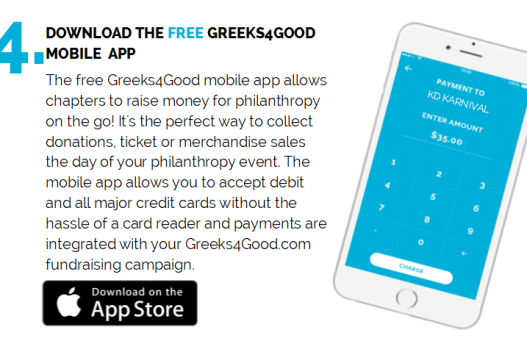 4.
DOWNLOAD THE FREE GREEKS4GOOD
MOBILE APP
The free Greeks4Good mobile app allows
chapters to raise money for philanthropy
on the go! It's the perfect way to collect
donations, ticket or merchandise sales
the day of your philanthropy event. The
mobile app allows you to accept debit
and all major credit cards without the
hassle of a card reader and payments are
integrated with your Greeks4Good.com
fundraising campaign.
Download on the
App Store
PAYMENT TO
KD KARNIVAL
ENTER AMOUNT
$35.00
1 2 3
4 5 6
7 8 9
0
CHARGE